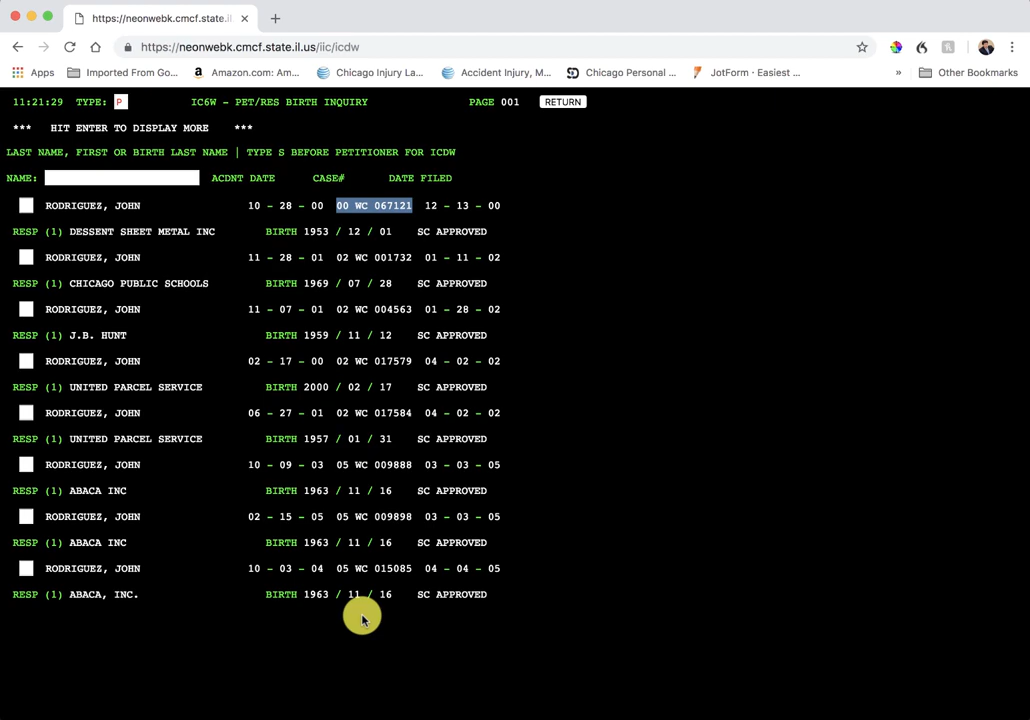 https://neonwebk.cmcf.state.il.
https://neonwebk.cmcf.state.il.us/iic/icdw
Apps Imported From Go... Amazon.com: Am... Chicago Injury La... Accident Injury, M... Chicago Personal ... JotForm · Easiest ... » Other Bookmarks
11:21:29 TYPE: P IC6W - PET/RES BIRTH INQUIRY PAGE 001 RETURN
*** HIT ENTER TO DISPLAY MORE ***
LAST NAME, FIRST OR BIRTH LAST NAME | TYPE S BEFORE PETITIONER FOR ICDW
NAME: ACDNT DATE CASE# DATE FILED
RODRIGUEZ, JOHN 10 - 28 - 00 00 WC 067121 12 - 13 - 00
RESP (1) DESSENT SHEET METAL INC BIRTH 1953 / 12 / 01 SC APPROVED
RODRIGUEZ, JOHN 11 - 28 - 01 02 WC 001732 01 - 11 - 02
RESP (1) CHICAGO PUBLIC SCHOOLS BIRTH 1969 / 07 / 28 SC APPROVED
RODRIGUEZ, JOHN 11 - 07 - 01 02 WC 004563 01 - 28 - 02
RESP (1) J.B. HUNT BIRTH 1959 / 11 / 12 SC APPROVED
RODRIGUEZ, JOHN 02 - 17 - 00 02 WC 017579 04 - 02 - 02
RESP (1) UNITED PARCEL SERVICE BIRTH 2000 / 02 / 17 SC APPROVED
RODRIGUEZ, JOHN 06 - 27 - 01 02 WC 017584 04 - 02 - 02
RESP (1) UNITED PARCEL SERVICE BIRTH 1957 / 01 / 31 SC APPROVED
RODRIGUEZ, JOHN 10 - 09 - 03 05 WC 009888 03 - 03 - 05
RESP (1) ABACA INC BIRTH 1963 / 11 / 16 SC APPROVED
RODRIGUEZ, JOHN 02 - 15 - 05 05 WC 009898 03 - 03 - 05
RESP (1) ABACA INC BIRTH 1963 / 11 / 16 SC APPROVED
RODRIGUEZ, JOHN 10 - 03 - 04 05 WC 015085 04 - 04 - 05
RESP (1) ABACA, INC. BIRTH 1963 / 11 / 16 SC APPROVED